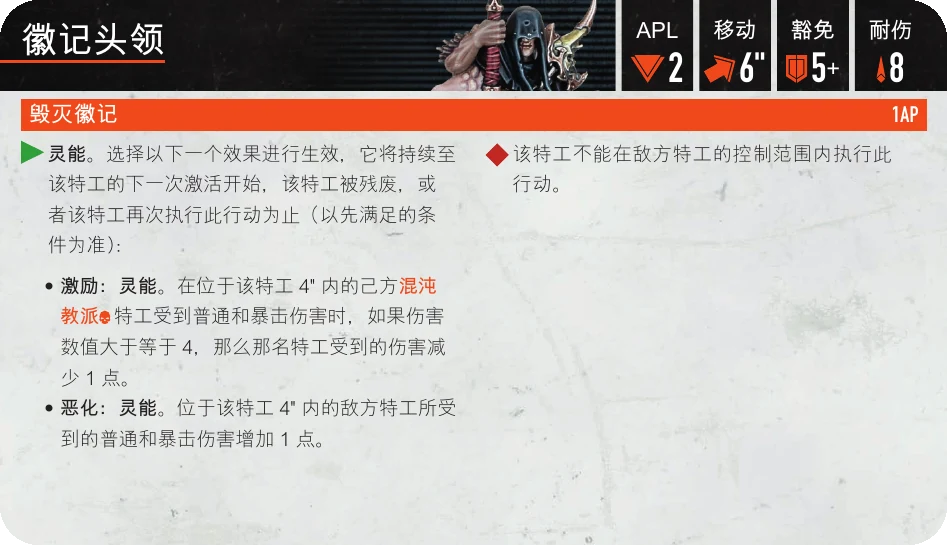 徽记头领
APL 移动 豁免 耐伤
2 6" 5+ 8
毁灭徽记 1AP
灵能。选择以下一个效果进行生效，它将持续至
该特工的下一次激活开始，该特工被残废，或
者该特工再次执行此行动为止（以先满足的条
件为准）：
• 激励：灵能。在位于该特工 4" 内的己方混沌
教派特工受到普通和暴击伤害时，如果伤害
数值大于等于 4，那么那名特工受到的伤害减
少 1 点。
• 恶化：灵能。位于该特工 4" 内的敌方特工所受
到的普通和暴击伤害增加 1 点。
该特工不能在敌方特工的控制范围内执行此
行动。